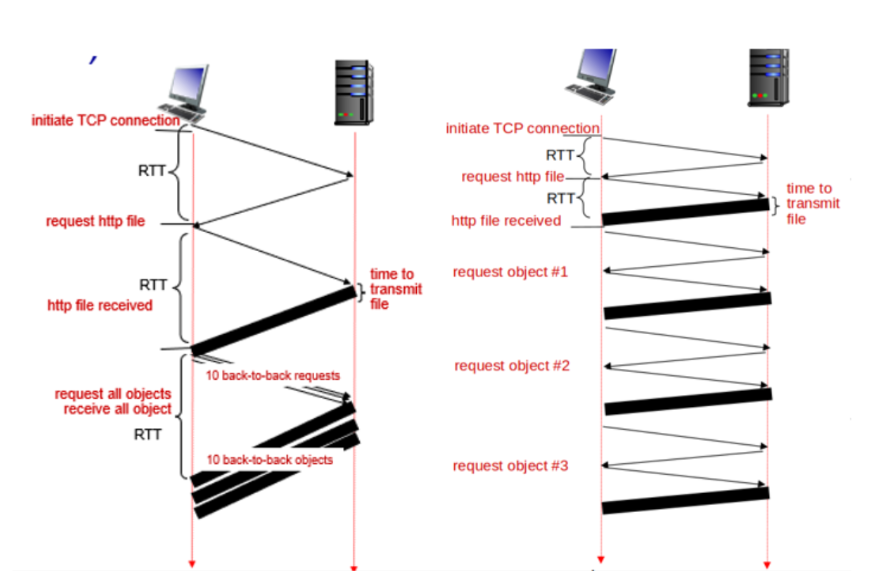 initiate TCP connection
RTT
request http file
RTT
time to
transmit
file
http file received
10 back-to-back requests
request all objects
receive all object
RTT
10 back-to-back objects
initiate TCP connection
RTT
request http file
RTT
time to
transmit
file
http file received
request object #1
request object #2
request object #3